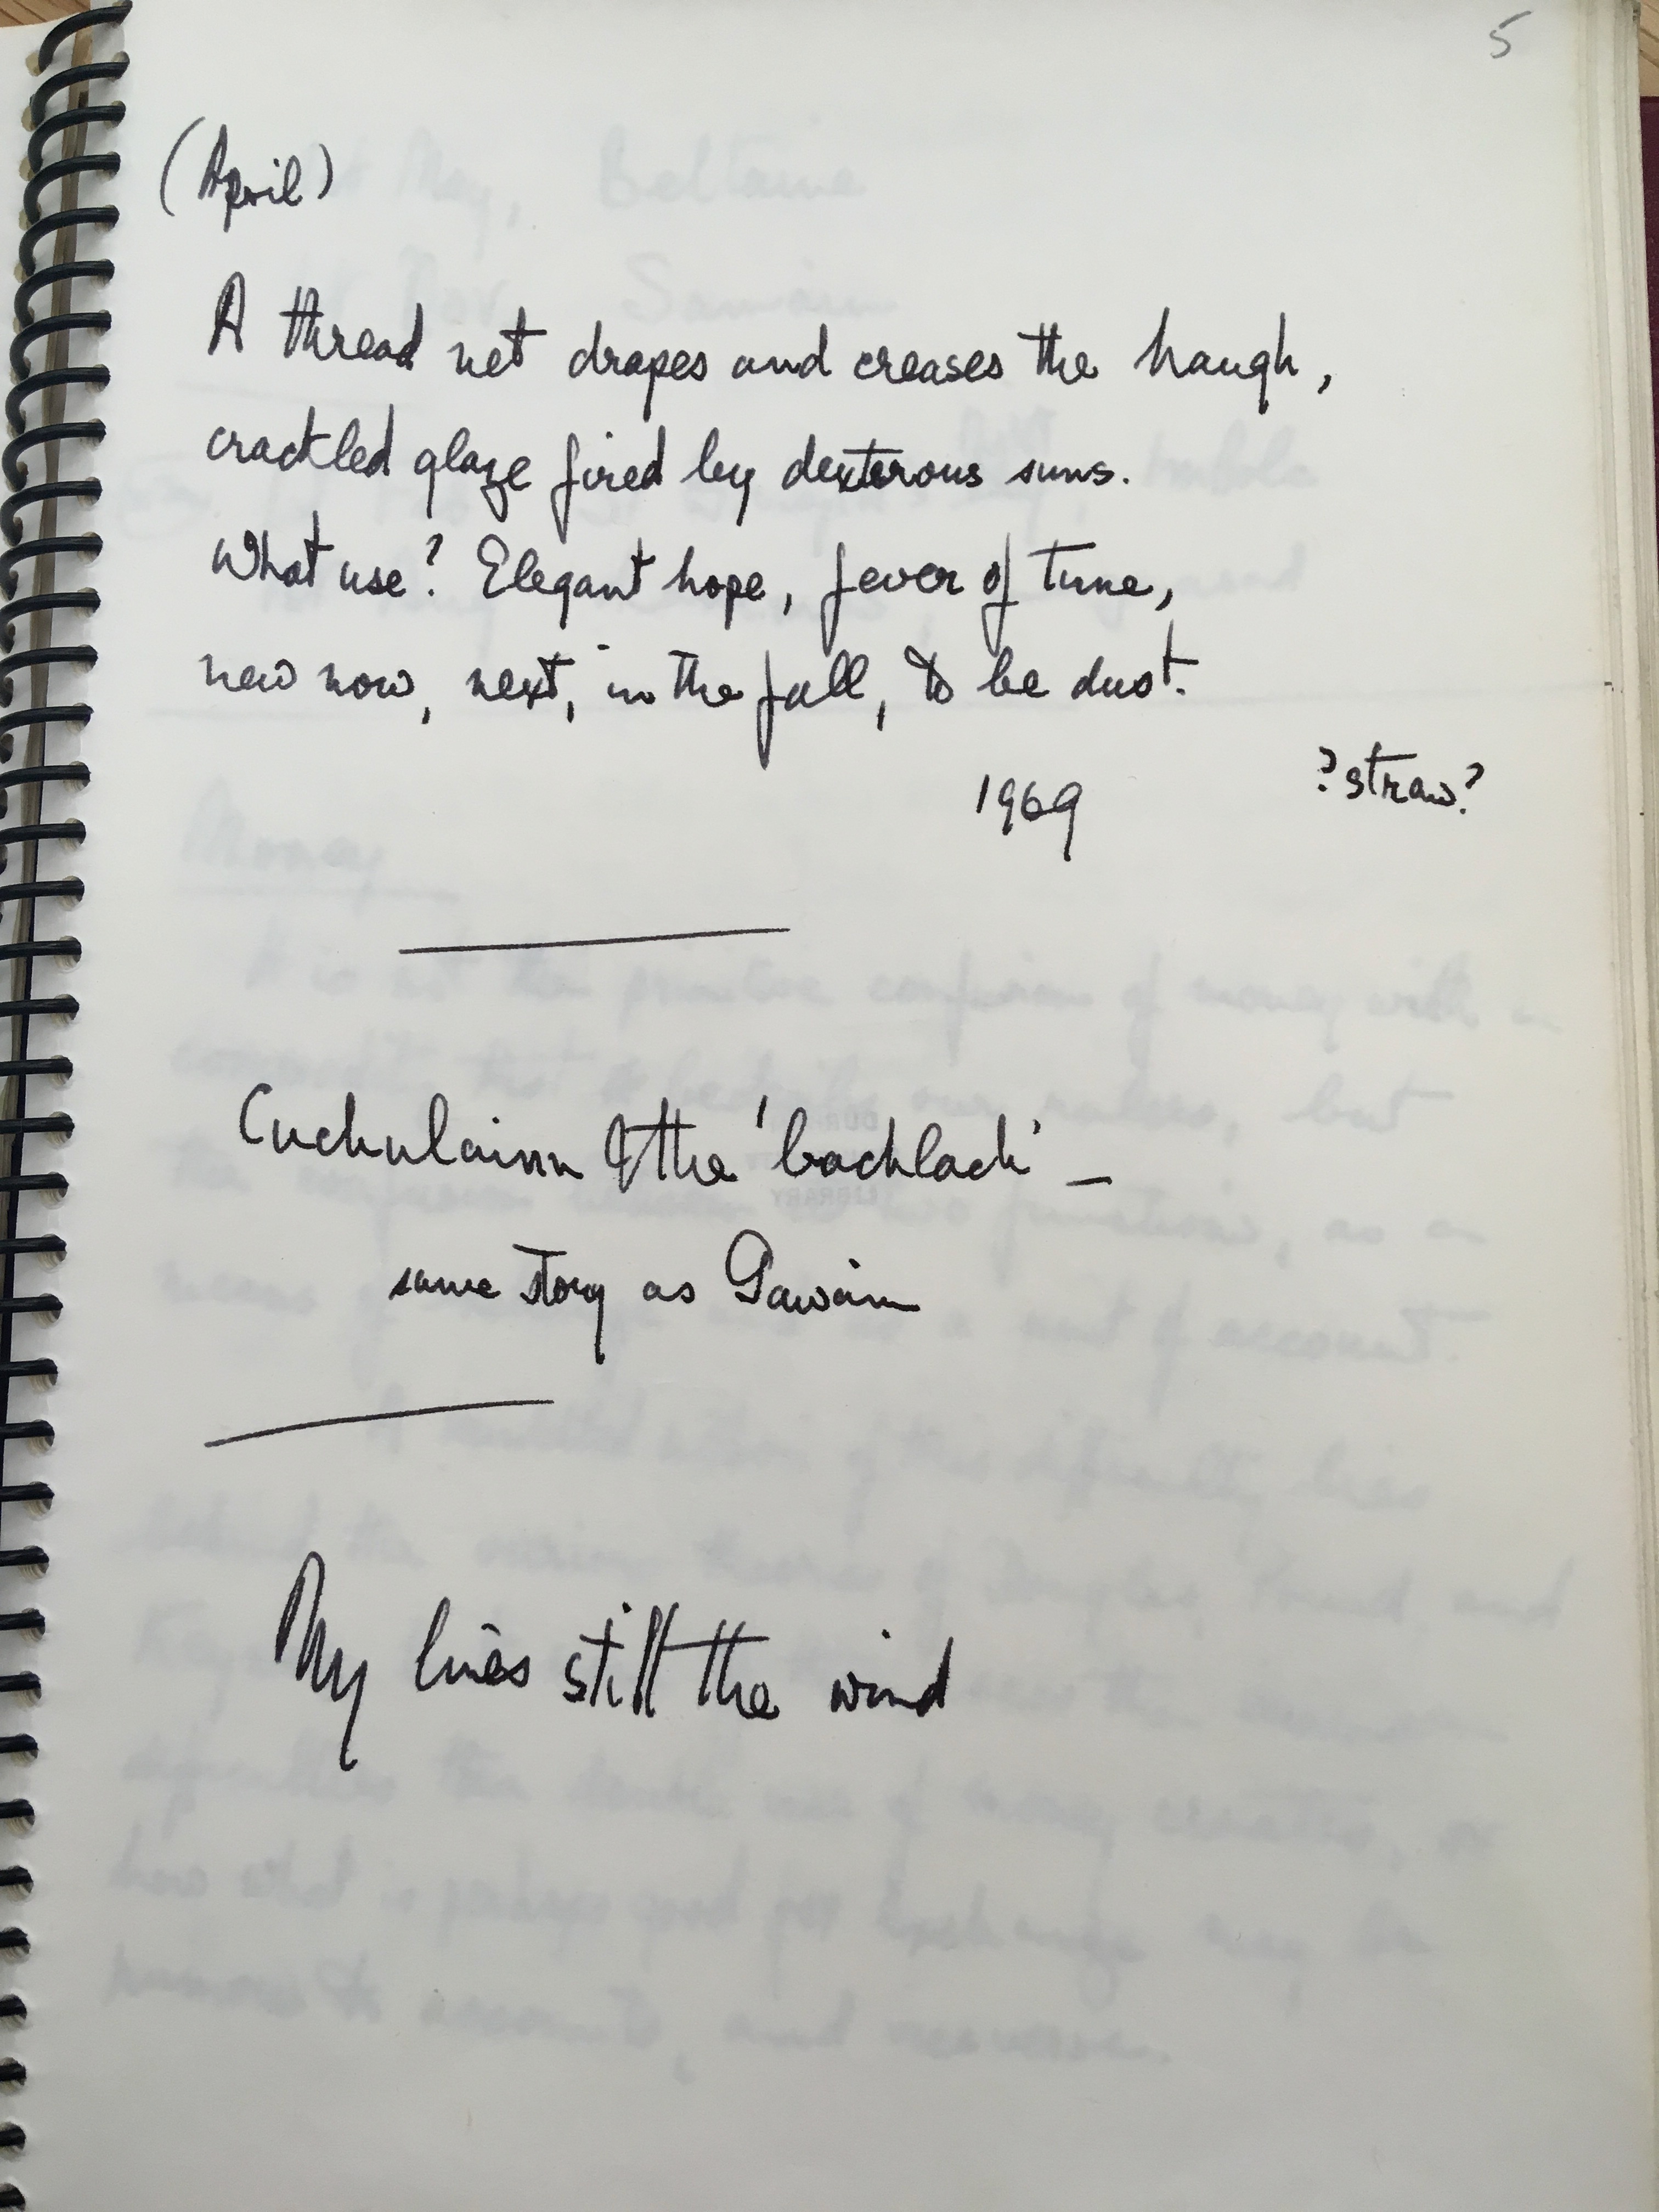 5
(April)
A thread net drapes and creases the haugh,
crackled glaze fired by dexterous suns.
What use? Elegant hope, fever of tune,
new now, next, in the fall, to be dust.
1969 ?straw?
Cuchulainn & the 'bachlach' –
same story as Gawain
My lines still the wind